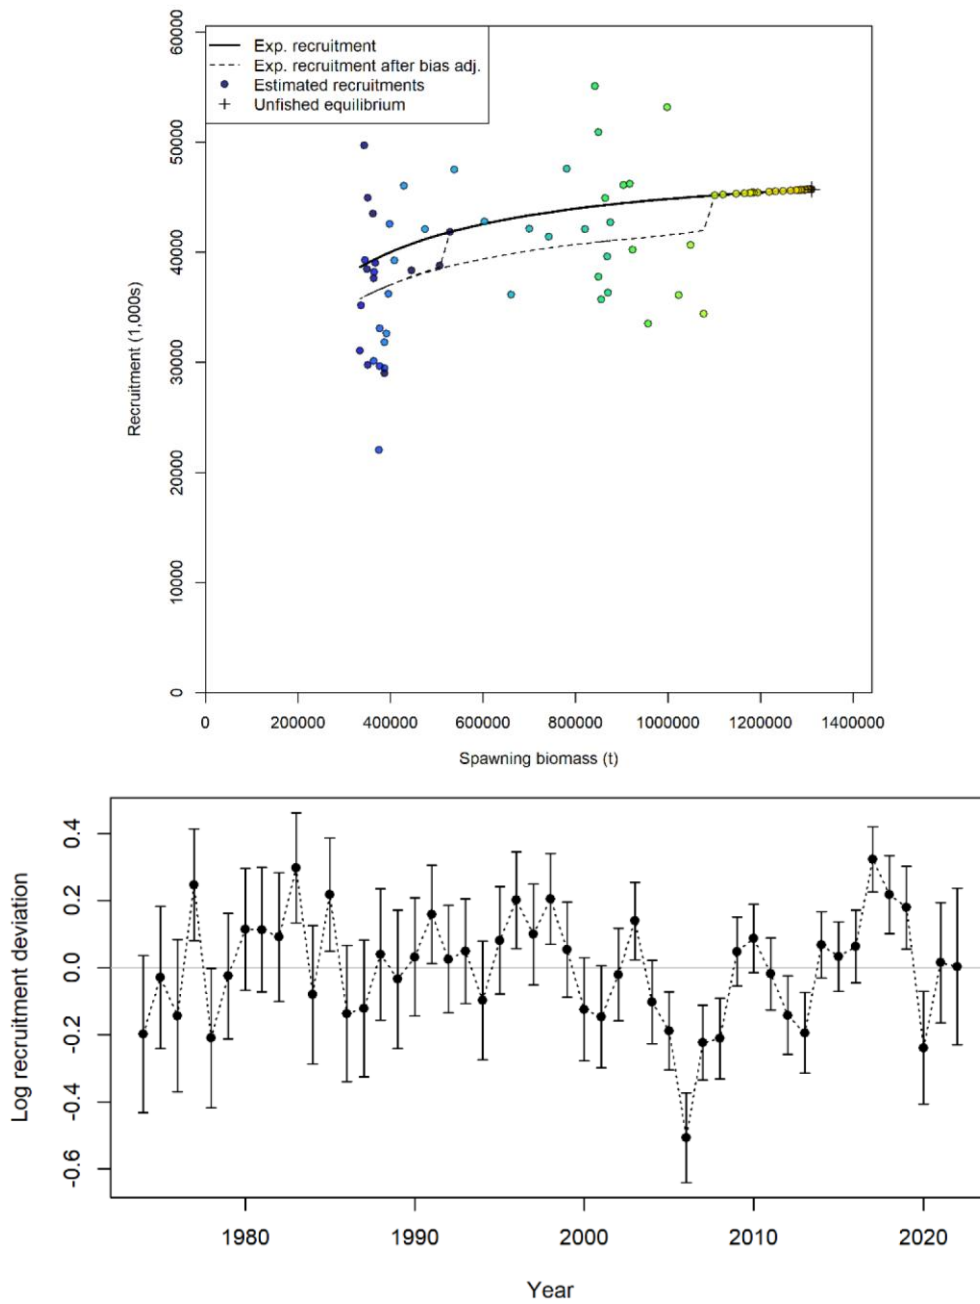 60000
50000
40000
30000
20000
10000
0
Recruitment (1,000s)
Exp. recruitment
Exp. recruitment after bias adj.
Estimated recruitments
Unfished equilibrium
0 200000 400000 600000 800000 1000000 1200000 1400000
Spawning biomass (t)
0.4
0.2
0.0
-0.2
-0.4
-0.6
Log recruitment deviation
1980 1990 2000 2010 2020
Year